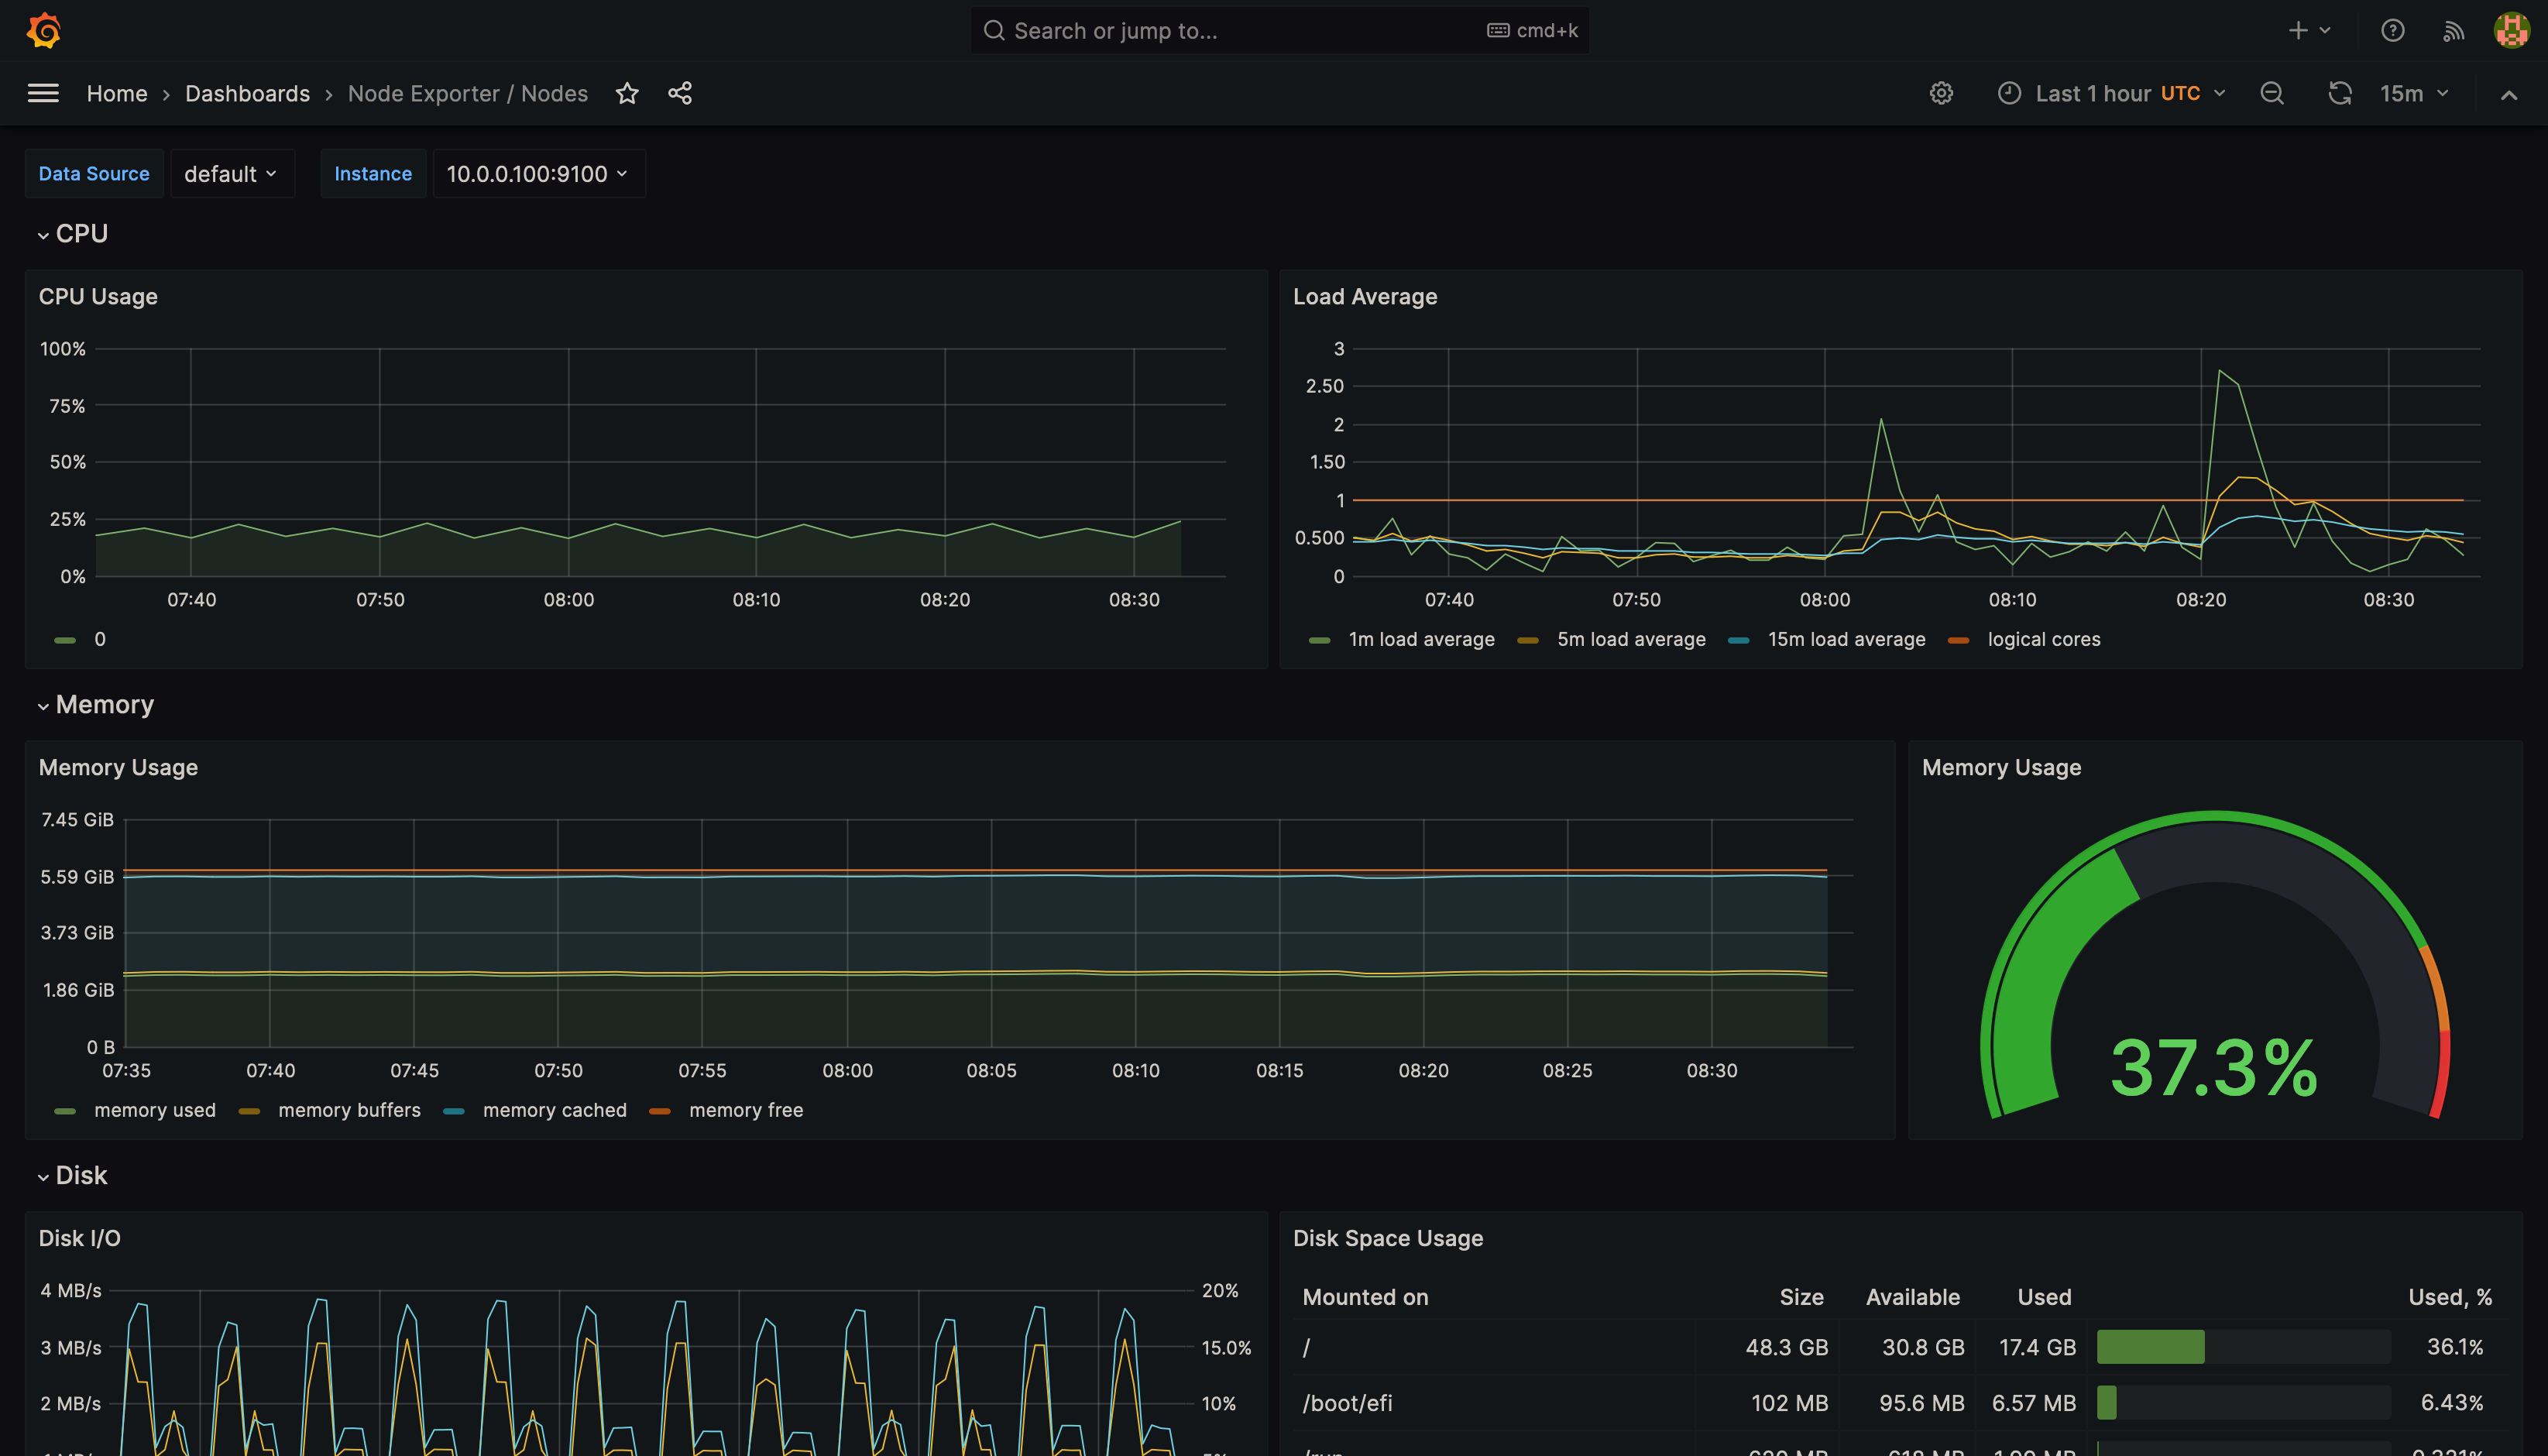 Search or jump to...
cmd+k
Home › Dashboards › Node Exporter / Nodes
Last 1 hour UTC
15m
Data Source
default
Instance
10.0.0.100:9100
CPU
CPU Usage
100%
75%
50%
25%
0%
07:40 07:50 08:00 08:10 08:20 08:30
0
Load Average
3
2.50
2
1.50
1
0.500
0
07:40 07:50 08:00 08:10 08:20 08:30
1m load average 5m load average 15m load average logical cores
Memory
Memory Usage
7.45 GiB
5.59 GiB
3.73 GiB
1.86 GiB
0 B
07:35 07:40 07:45 07:50 07:55 08:00 08:05 08:10 08:15 08:20 08:25 08:30
memory used memory buffers memory cached memory free
Memory Usage
37.3%
Disk
Disk I/O
4 MB/s
3 MB/s
2 MB/s
20%
15.0%
10%
Disk Space Usage
Mounted on Size Available Used Used, %
/ 48.3 GB 30.8 GB 17.4 GB 36.1%
/boot/efi 102 MB 95.6 MB 6.57 MB 6.43%